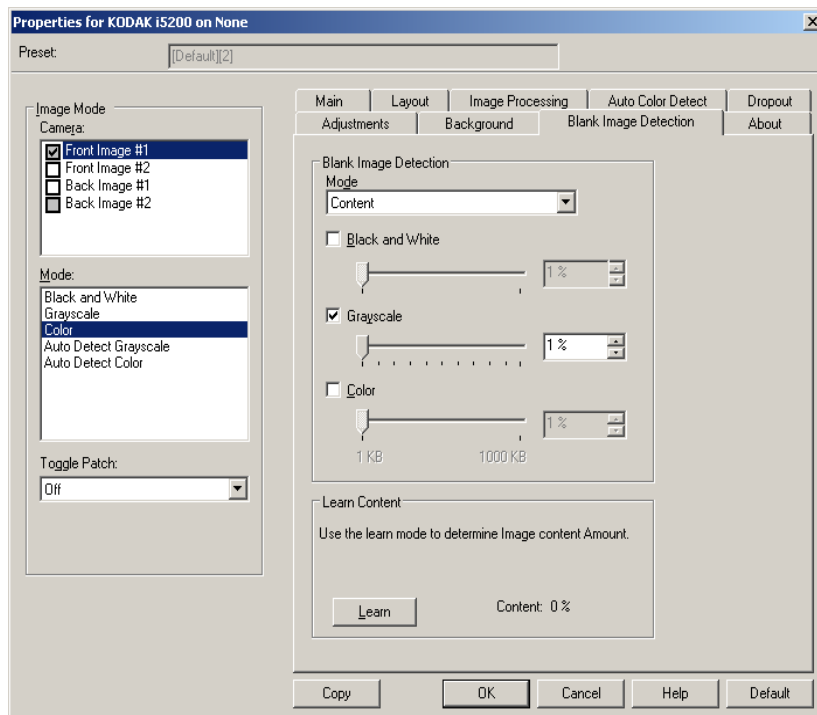 Properties for KODAK i5200 on None
Preset:
[Default][2]
Image Mode
Camera:
Front Image #1
Front Image #2
Back Image #1
Back Image #2
Mode:
Black and White
Grayscale
Color
Auto Detect Grayscale
Auto Detect Color
Toggle Patch:
Off
Main Layout Image Processing Auto Color Detect Dropout
Adjustments Background Blank Image Detection About
Blank Image Detection
Mode
Content
Black and White
1 %
Grayscale
1 %
Color
1 %
1 KB 1000 KB
Learn Content
Use the learn mode to determine Image content Amount.
Learn Content: 0 %
Copy OK Cancel Help Default